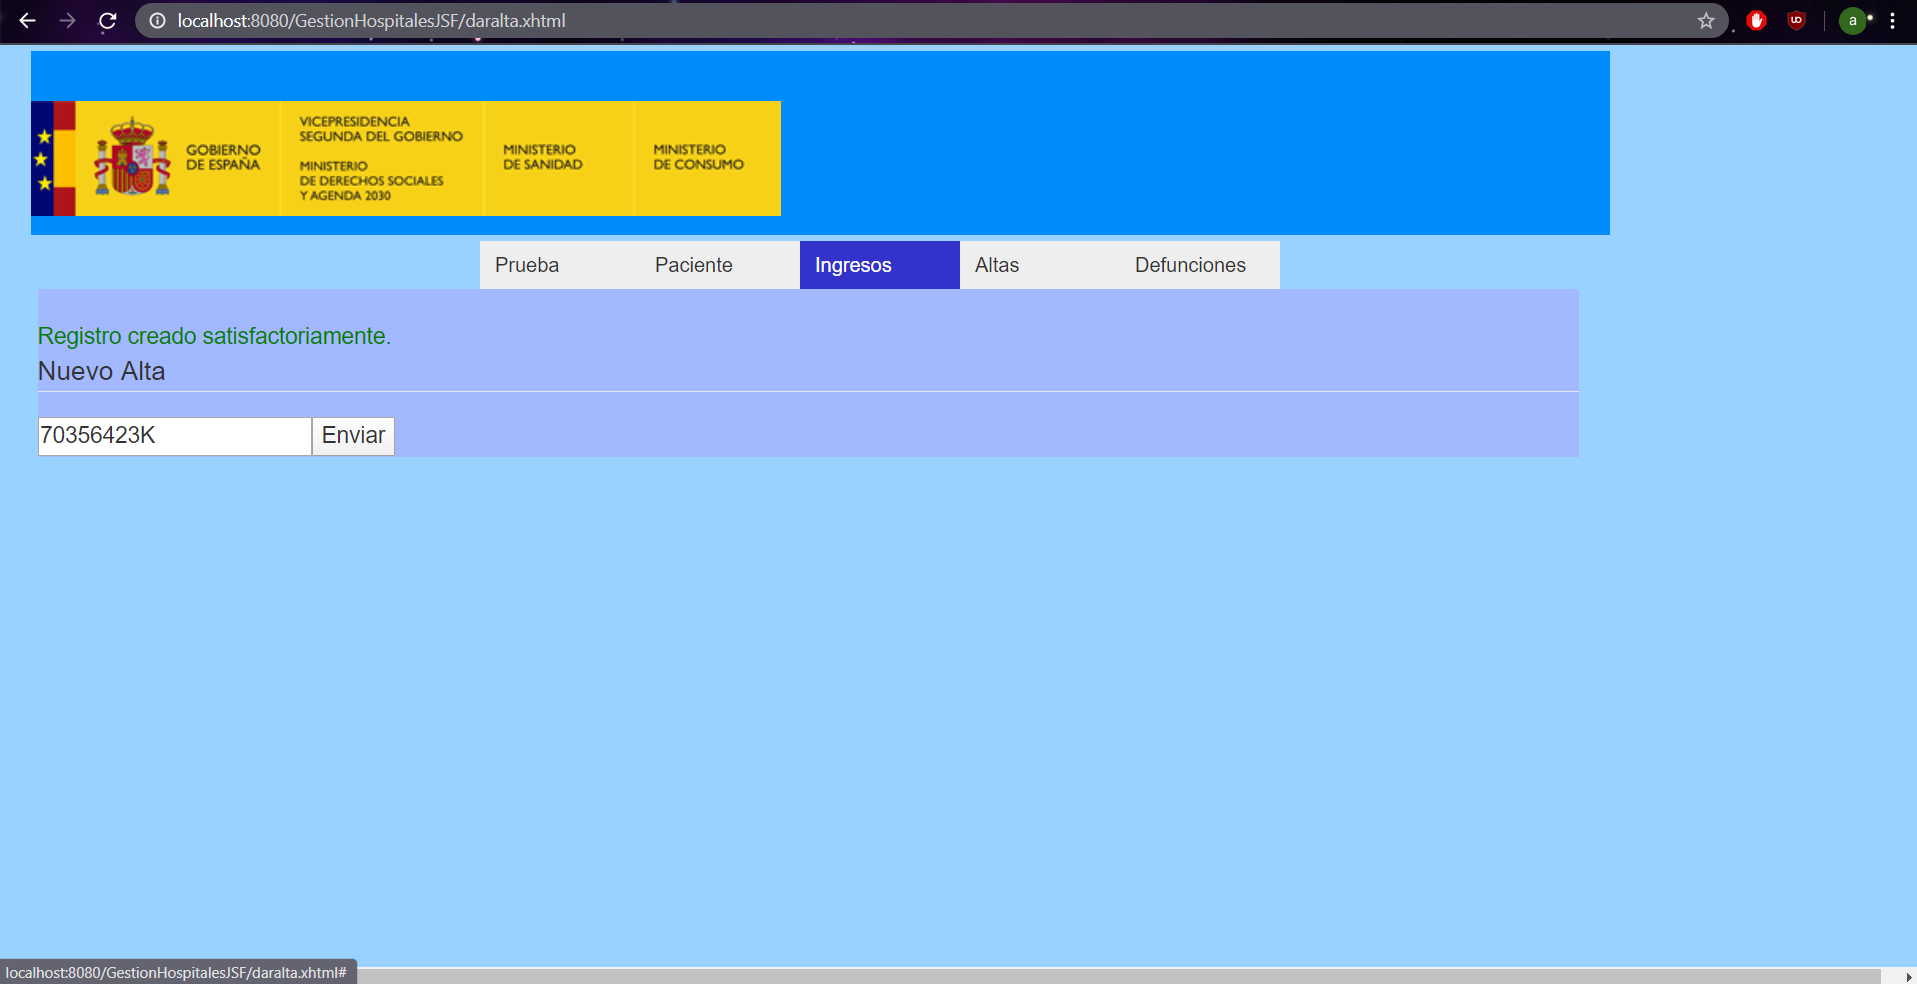 localhost:8080/GestionHospitalesJSF/daralta.xhtml
a
GOBIERNO
DE ESPAÑA
VICEPRESIDENCIA
SEGUNDA DEL GOBIERNO
MINISTERIO
DE DERECHOS SOCIALES
Y AGENDA 2030
MINISTERIO
DE SANIDAD
MINISTERIO
DE CONSUMO
Prueba Paciente Ingresos Altas Defunciones
Registro creado satisfactoriamente.
Nuevo Alta
70356423K Enviar
localhost:8080/GestionHospitalesJSF/daralta.xhtml#